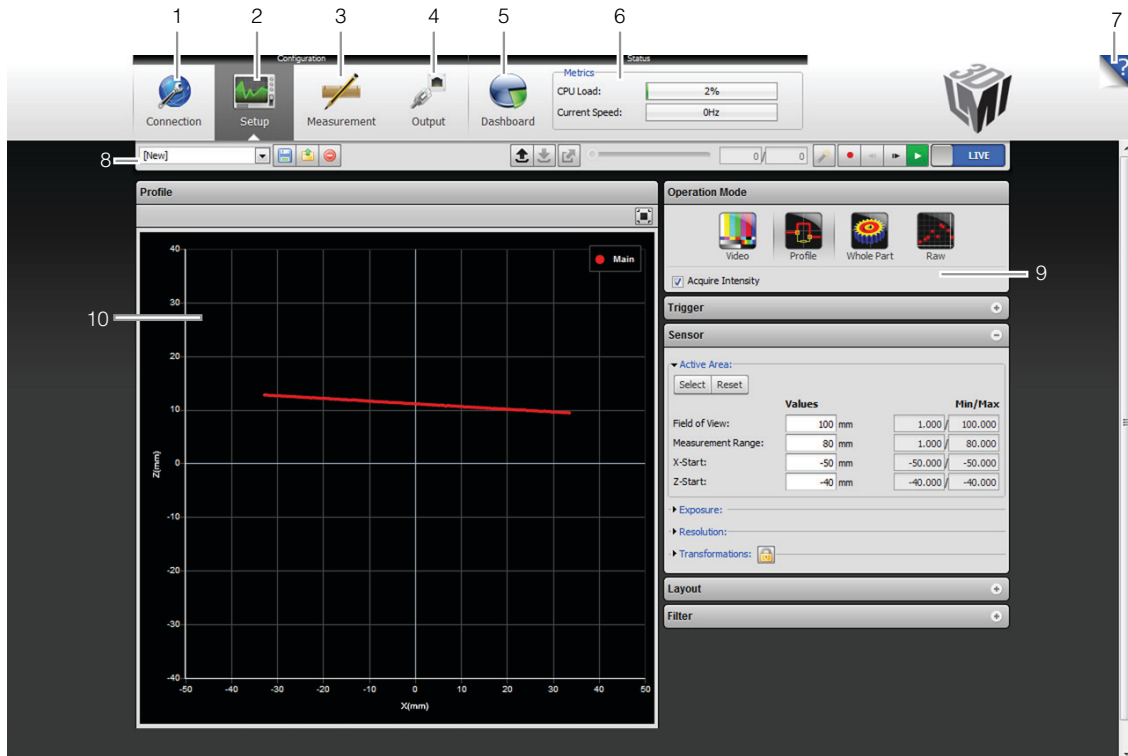 1 2 3 4 5 6 7
Configuration Status
Connection Setup Measurement Output Dashboard
Metrics
CPU Load: 2%
Current Speed: 0Hz
?
3D
LMI
8
[New]
0 / 0
LIVE
Profile
Main
40
30
20
10
0
-10
-20
-30
-40
Z(mm)
-50 -40 -30 -20 -10 0 10 20 30 40 50
X(mm)
10
Operation Mode
Video Profile Whole Part Raw
9
Acquire Intensity
Trigger
Sensor
Active Area:
Select Reset
Values Min/Max
Field of View: 100 mm 1.000 / 100.000
Measurement Range: 80 mm 1.000 / 80.000
X-Start: -50 mm -50.000 / -50.000
Z-Start: -40 mm -40.000 / -40.000
Exposure:
Resolution:
Transformations:
Layout
Filter